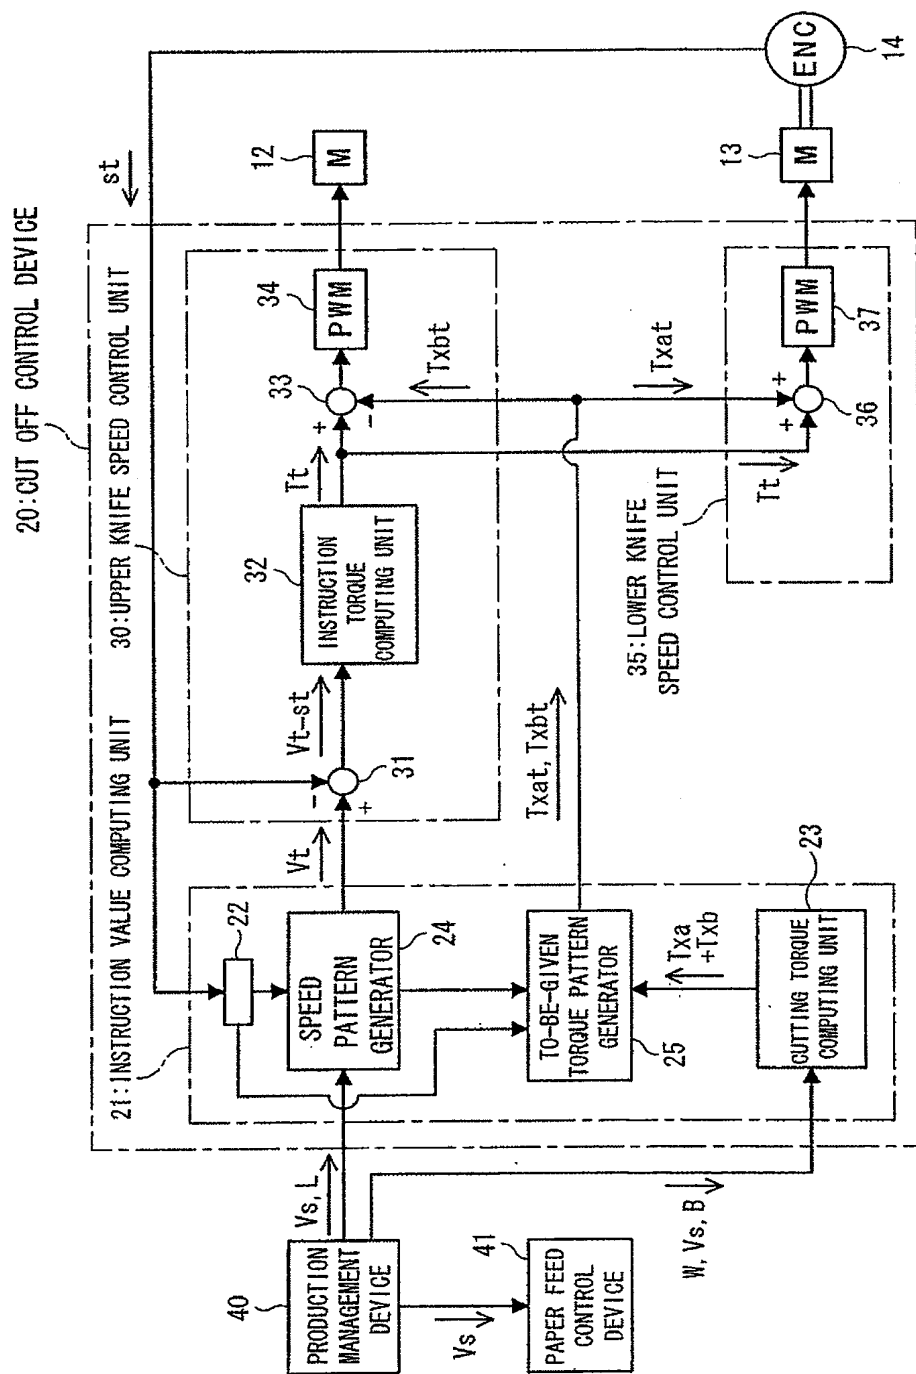 20:CUT OFF CONTROL DEVICE
21:INSTRUCTION VALUE COMPUTING UNIT
30:UPPER KNIFE SPEED CONTROL UNIT
st
22
Vt
SPEED
PATTERN
GENERATOR
24
-
+
31
Vt-st
32
INSTRUCTION
TORQUE
COMPUTING UNIT
Tt
+
-
33
34
PWM
12
M
Txbt
40
PRODUCTION
MANAGEMENT
DEVICE
Vs, L
Vs
41
PAPER FEED
CONTROL
DEVICE
W, Vs, B
TO-BE-GIVEN
TORQUE PATTERN
GENERATOR
25
Txat, Txbt
Txa
+Txb
23
CUTTING TORQUE
COMPUTING UNIT
35:LOWER KNIFE
SPEED CONTROL UNIT
Txat
Tt
+
+
36
PWM
37
13
M
ENC
14